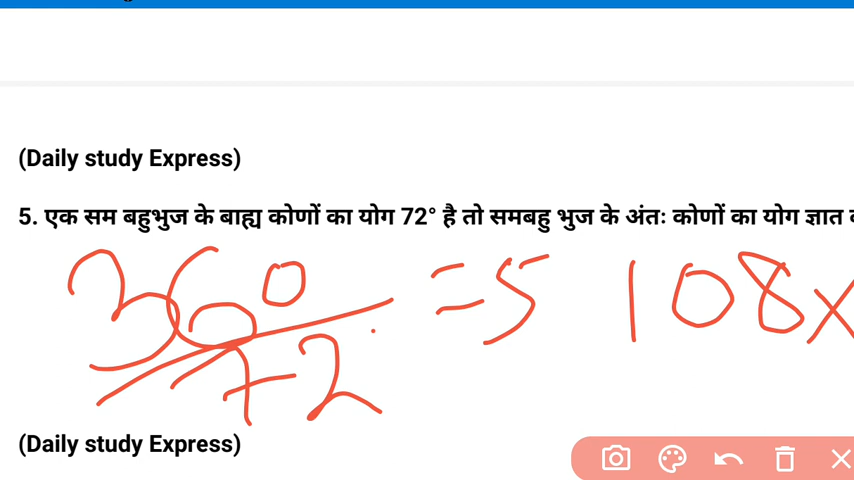 (Daily study Express)
5. एक सम बहुभुज के बाह्य कोणों का योग 72° है तो समबहु भुज के अंतः कोणों का योग ज्ञात
360 = 5 108 x
72
(Daily study Express)